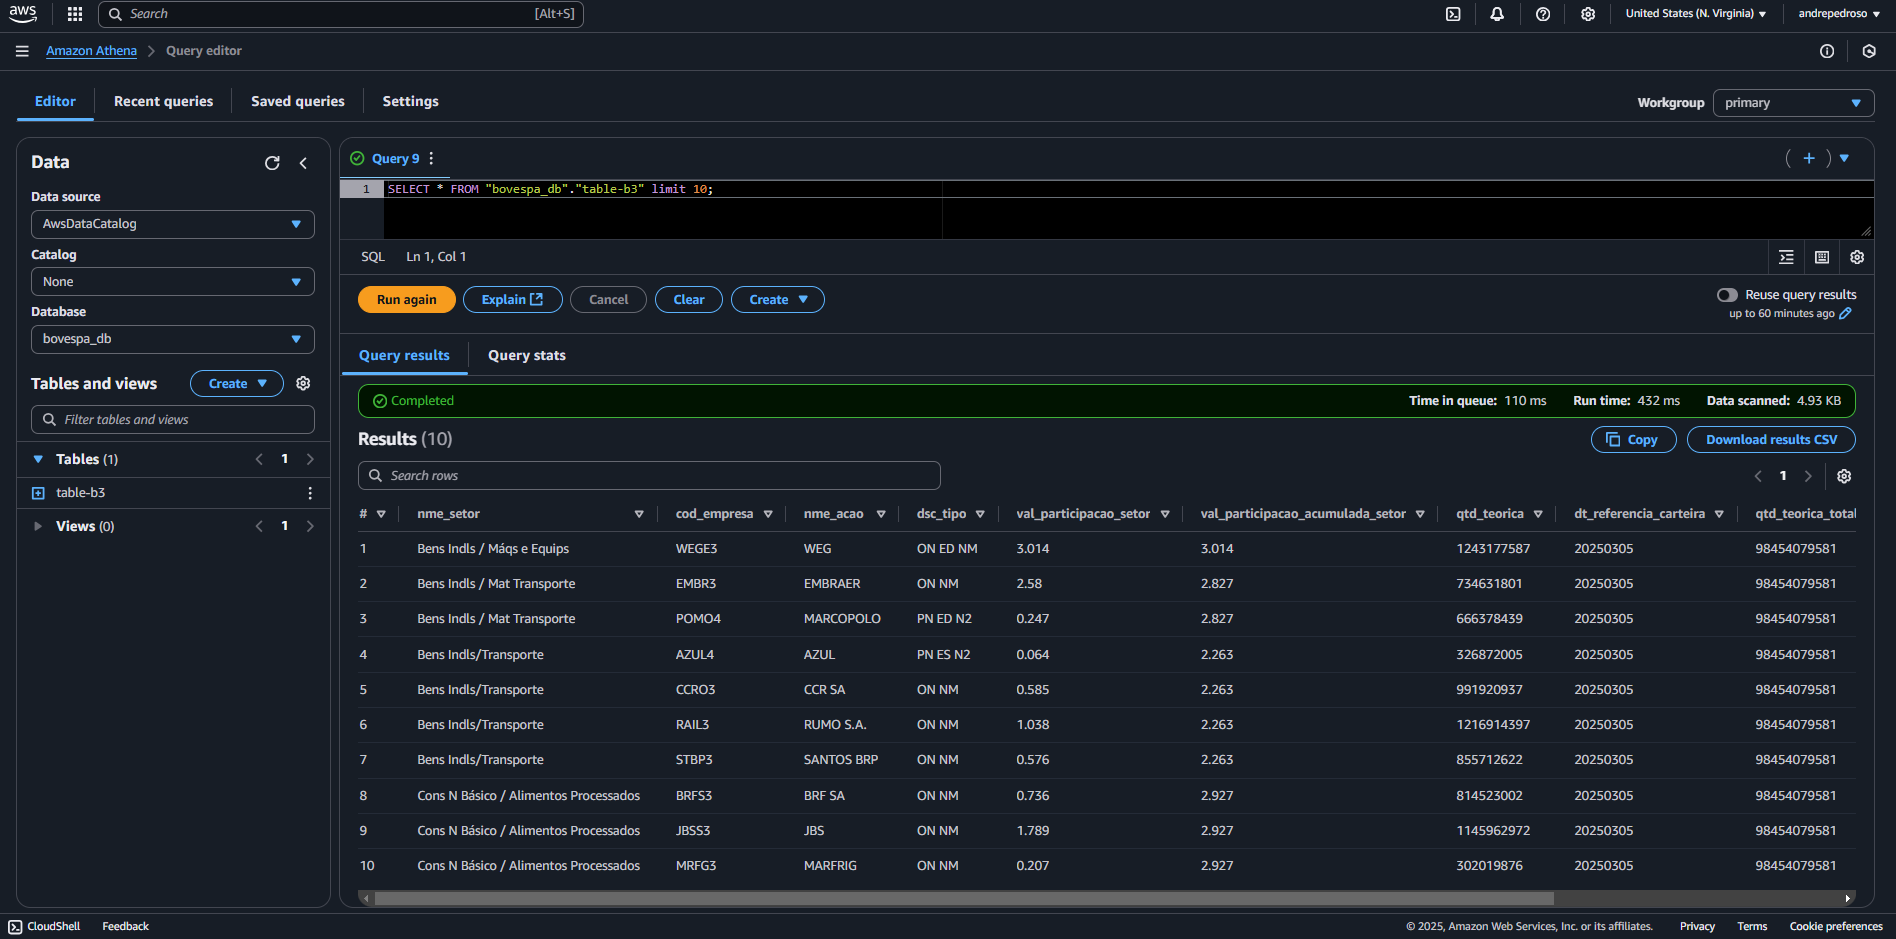 aws
Search [Alt+S]
United States (N. Virginia)
andrepedroso
Amazon Athena
Query editor
Editor
Recent queries
Saved queries
Settings
Workgroup
primary
Data
Data source
AwsDataCatalog
Catalog
None
Database
bovespa_db
Tables and views
Create
Filter tables and views
Tables (1)
1
table-b3
Views (0)
1
Query 9
1 SELECT * FROM "bovespa_db"."table-b3" limit 10;
SQL Ln 1, Col 1
Run again
Explain
Cancel
Clear
Create
Reuse query results
up to 60 minutes ago
Query results
Query stats
Completed
Time in queue: 110 ms Run time: 432 ms Data scanned: 4.93 KB
Results (10)
Copy
Download results CSV
Search rows
1
# nme_setor cod_empresa nme_acao dsc_tipo val_participacao_setor val_participacao_acumulada_setor qtd_teorica dt_referencia_carteira qtd_teorica_total
1 Bens Indls / Máqs e Equips WEGE3 WEG ON ED NM 3.014 3.014 1243177587 20250305 98454079581
2 Bens Indls / Mat Transporte EMBR3 EMBRAER ON NM 2.58 2.827 734631801 20250305 98454079581
3 Bens Indls / Mat Transporte POMO4 MARCOPOLO PN ED N2 0.247 2.827 666378439 20250305 98454079581
4 Bens Indls/Transporte AZUL4 AZUL PN ES N2 0.064 2.263 326872005 20250305 98454079581
5 Bens Indls/Transporte CCRO3 CCR SA ON NM 0.585 2.263 991920937 20250305 98454079581
6 Bens Indls/Transporte RAIL3 RUMO S.A. ON NM 1.038 2.263 1216914397 20250305 98454079581
7 Bens Indls/Transporte STBP3 SANTOS BRP ON NM 0.576 2.263 855712622 20250305 98454079581
8 Cons N Básico / Alimentos Processados BRFS3 BRF SA ON NM 0.736 2.927 814523002 20250305 98454079581
9 Cons N Básico / Alimentos Processados JBSS3 JBS ON NM 1.789 2.927 1145962972 20250305 98454079581
10 Cons N Básico / Alimentos Processados MRFG3 MARFRIG ON NM 0.207 2.927 302019876 20250305 98454079581
CloudShell Feedback
© 2025, Amazon Web Services, Inc. or its affiliates. Privacy Terms Cookie preferences